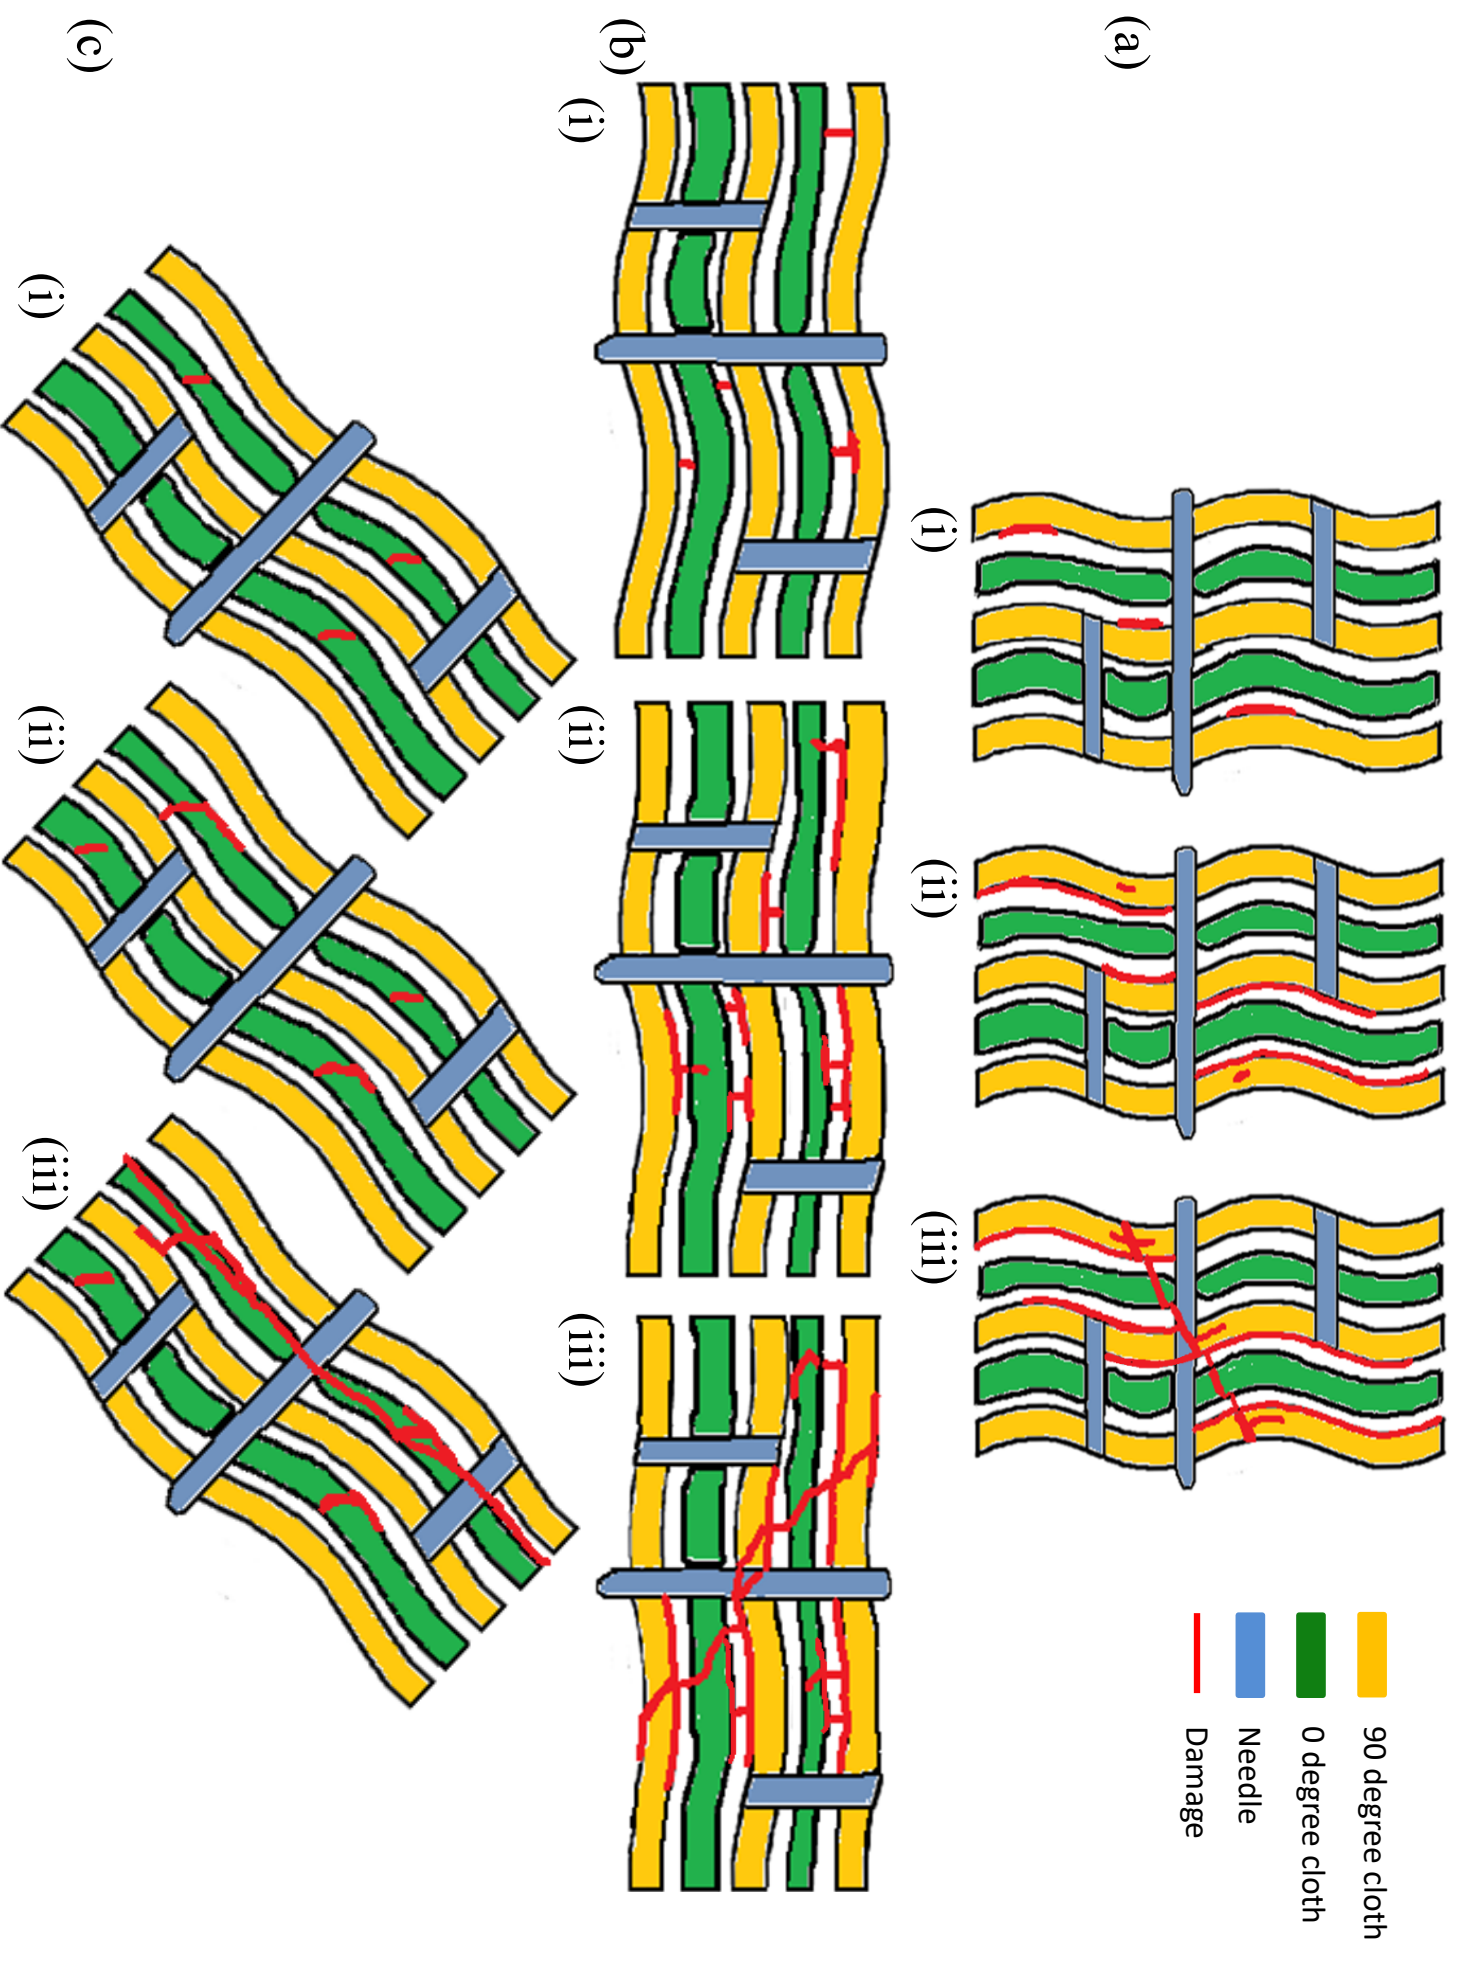 (a)
(i)
(ii)
(iii)
90 degree cloth
0 degree cloth
Needle
Damage
(b)
(i)
(ii)
(iii)
(c)
(i)
(ii)
(iii)